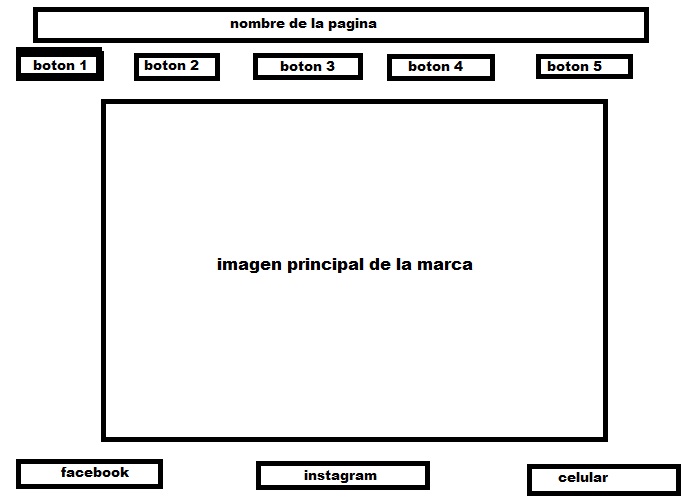 nombre de la pagina
boton 1
boton 2
boton 3
boton 4
boton 5
imagen principal de la marca
facebook
instagram
celular